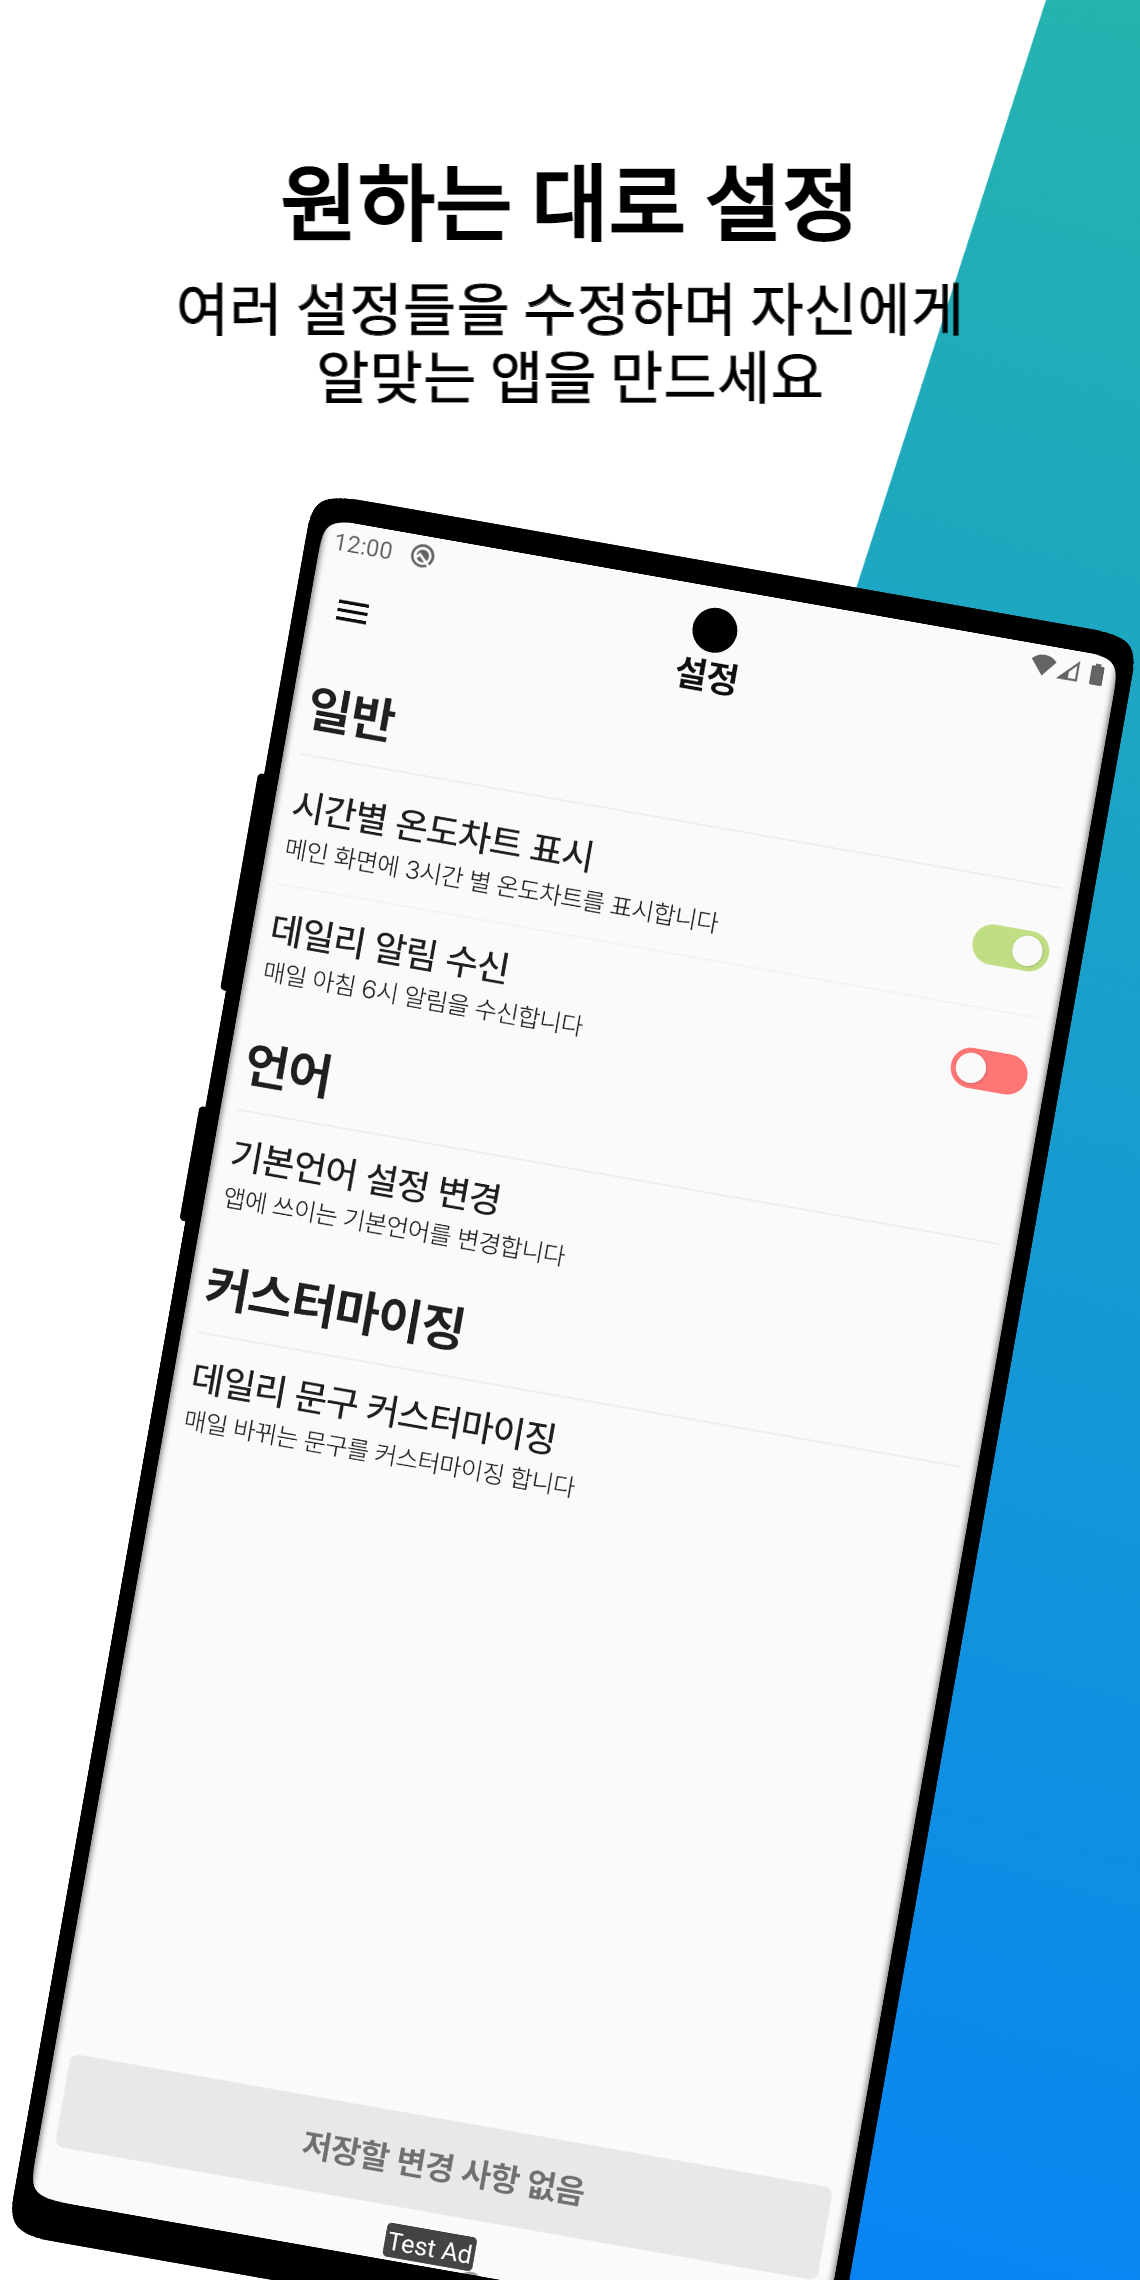 원하는 대로 설정
여러 설정들을 수정하며 자신에게
알맞는 앱을 만드세요
12:00
설정
일반
시간별 온도차트 표시
메인 화면에 3시간 별 온도차트를 표시합니다
데일리 알림 수신
매일 아침 6시 알림을 수신합니다
언어
기본언어 설정 변경
앱에 쓰이는 기본언어를 변경합니다
커스터마이징
데일리 문구 커스터마이징
매일 바뀌는 문구를 커스터마이징 합니다
저장할 변경 사항 없음
Test Ad